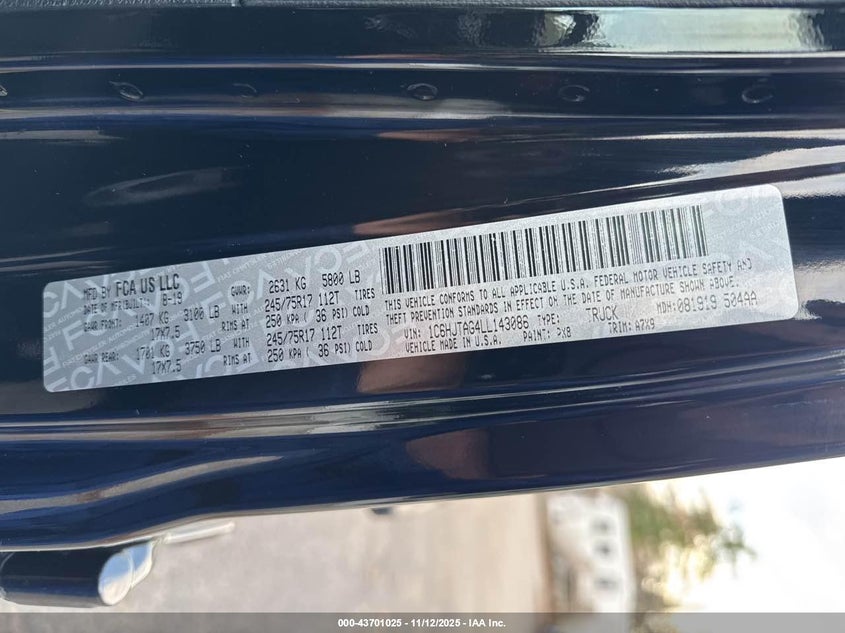 MFD BY FCA US LLC
DATE OF MFR/BUILT: 8-19 GVWR: 2631 KG 5800 LB
GAWR FRONT: 1407 KG 3100 LB WITH 245/75R17 112T TIRES
17X7.5 RIMS AT 250 KPA ( 36 PSI) COLD
GAWR REAR: 1701 KG 3750 LB WITH 245/75R17 112T TIRES
17X7.5 RIMS AT 250 KPA ( 36 PSI) COLD
THIS VEHICLE CONFORMS TO ALL APPLICABLE U.S.A. FEDERAL MOTOR VEHICLE SAFETY AND
THEFT PREVENTION STANDARDS IN EFFECT ON THE DATE OF MANUFACTURE SHOWN ABOVE.
VIN: 1C6HJTAG4LL143086 TYPE: TRUCK MDH: 081919 504AA
VEHICLE MADE IN U.S.A. PAINT: PX8 TRIM: A7X9
000-43701025 - 11/12/2025 - IAA Inc.